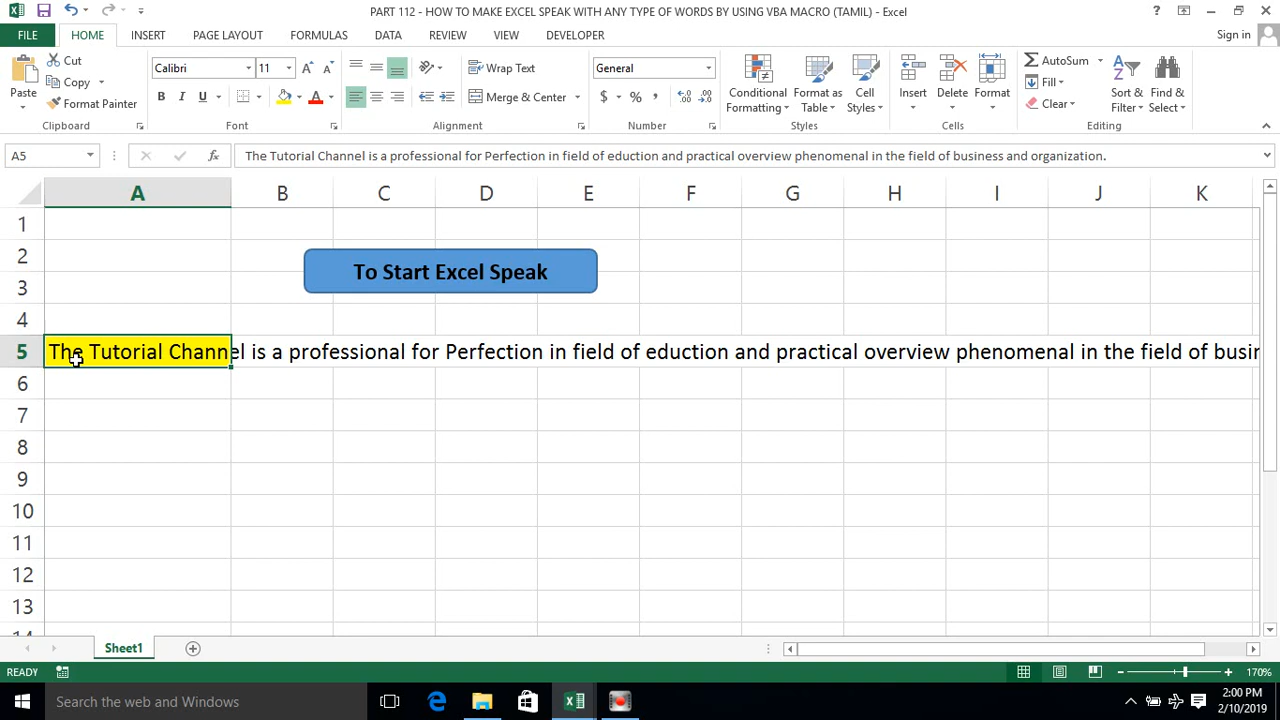 PART 112 - HOW TO MAKE EXCEL SPEAK WITH ANY TYPE OF WORDS BY USING VBA MACRO (TAMIL) - Excel
FILE HOME INSERT PAGE LAYOUT FORMULAS DATA REVIEW VIEW DEVELOPER Sign in
Paste Cut Copy Format Painter
Clipboard
Calibri 11
B I U A
Font
Wrap Text
Merge & Center
Alignment
General
$ % ,
Number
Conditional Formatting Format as Table Cell Styles
Styles
Insert Delete Format
Cells
AutoSum Fill Clear Sort & Filter Find & Select
Editing
A5 fx The Tutorial Channel is a professional for Perfection in field of eduction and practical overview phenomenal in the field of business and organization.
A B C D E F G H I J K
1
2
To Start Excel Speak
3
4
5 The Tutorial Channel is a professional for Perfection in field of eduction and practical overview phenomenal in the field of busin
6
7
8
9
10
11
12
13
14
Sheet1
READY 170%
Search the web and Windows
2:00 PM
2/10/2019